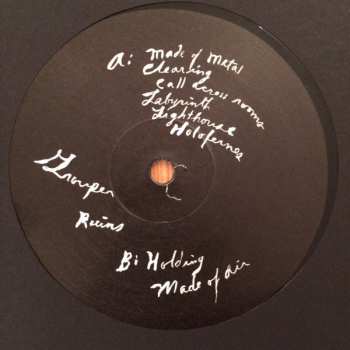 A: Made of Metal
Clearing
Call across rooms
Labyrinth
Lighthouse
Holofernes
Grouper
Ruins
B: Holding
Made of air